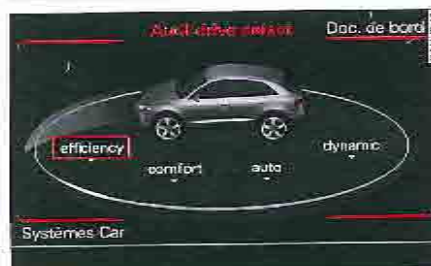 Audi drive select Doc. de bord
efficiency dynamic
comfort auto
Systèmes Car